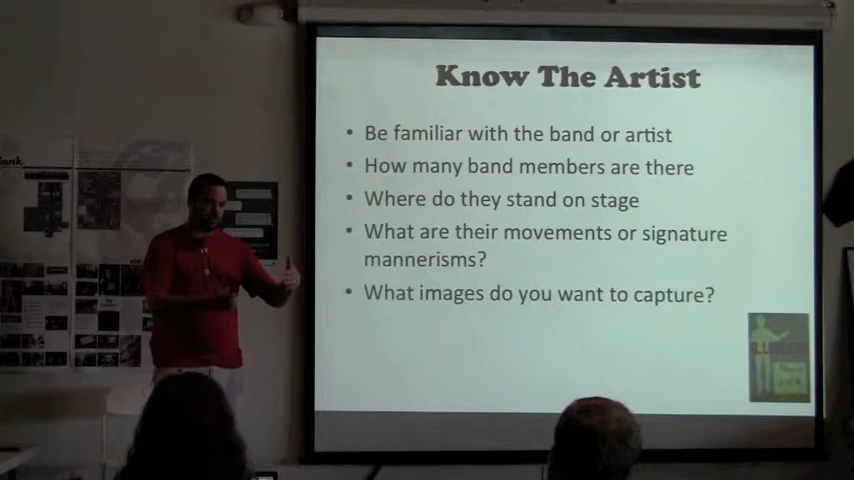 Know The Artist
• Be familiar with the band or artist
• How many band members are there
• Where do they stand on stage
• What are their movements or signature
mannerisms?
• What images do you want to capture?